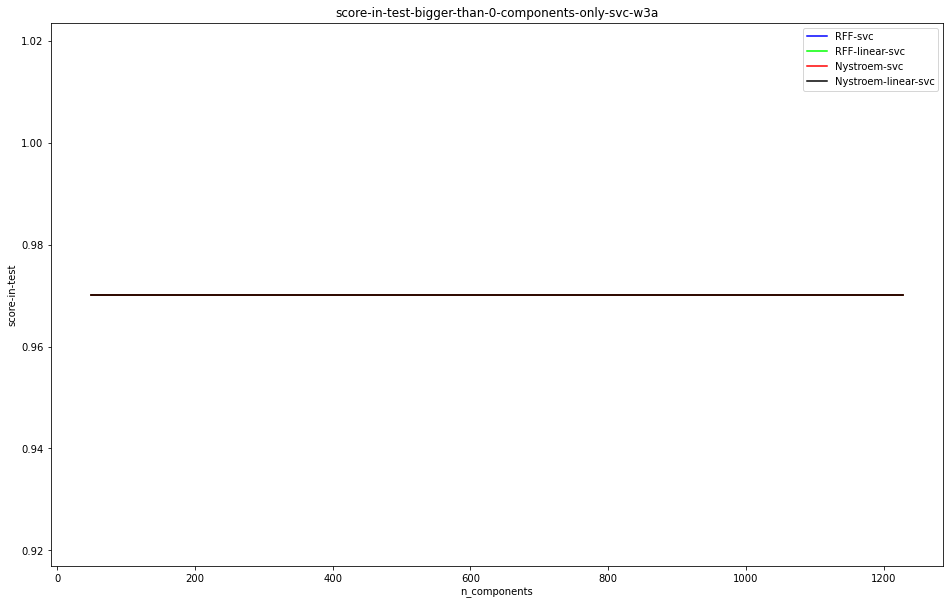 score-in-test-bigger-than-0-components-only-svc-w3a
1.02
1.00
0.98
0.96
0.94
0.92
score-in-test
RFF-svc
RFF-linear-svc
Nystroem-svc
Nystroem-linear-svc
0 200 400 600 800 1000 1200
n_components